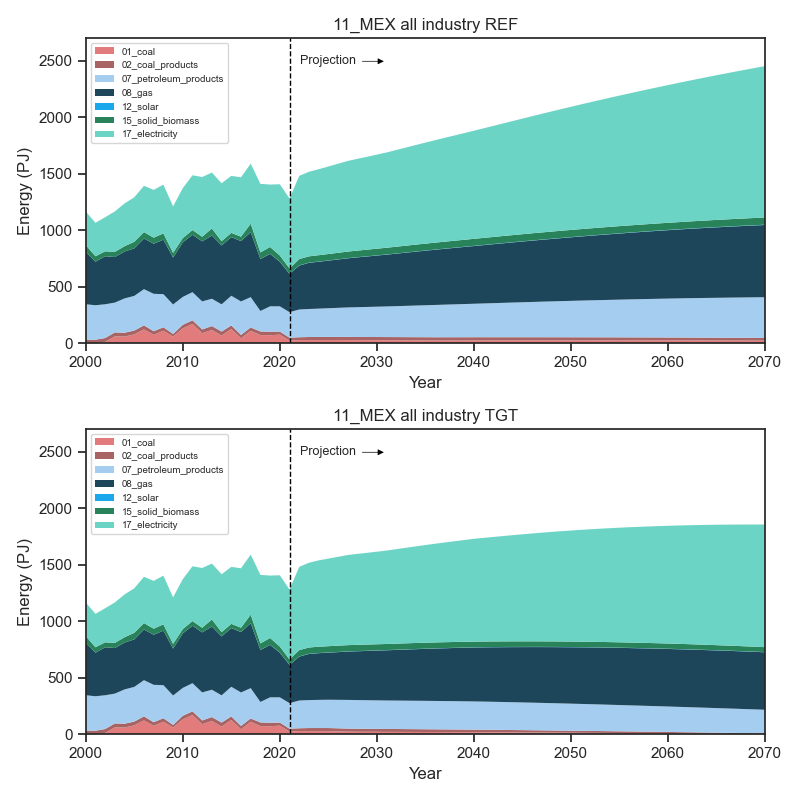 11_MEX all industry REF
2500
2000
1500
1000
500
0
Energy (PJ)
01_coal
02_coal_products
07_petroleum_products
08_gas
12_solar
15_solid_biomass
17_electricity
Projection
2000 2010 2020 2030 2040 2050 2060 2070
Year
11_MEX all industry TGT
2500
2000
1500
1000
500
0
Energy (PJ)
01_coal
02_coal_products
07_petroleum_products
08_gas
12_solar
15_solid_biomass
17_electricity
Projection
2000 2010 2020 2030 2040 2050 2060 2070
Year